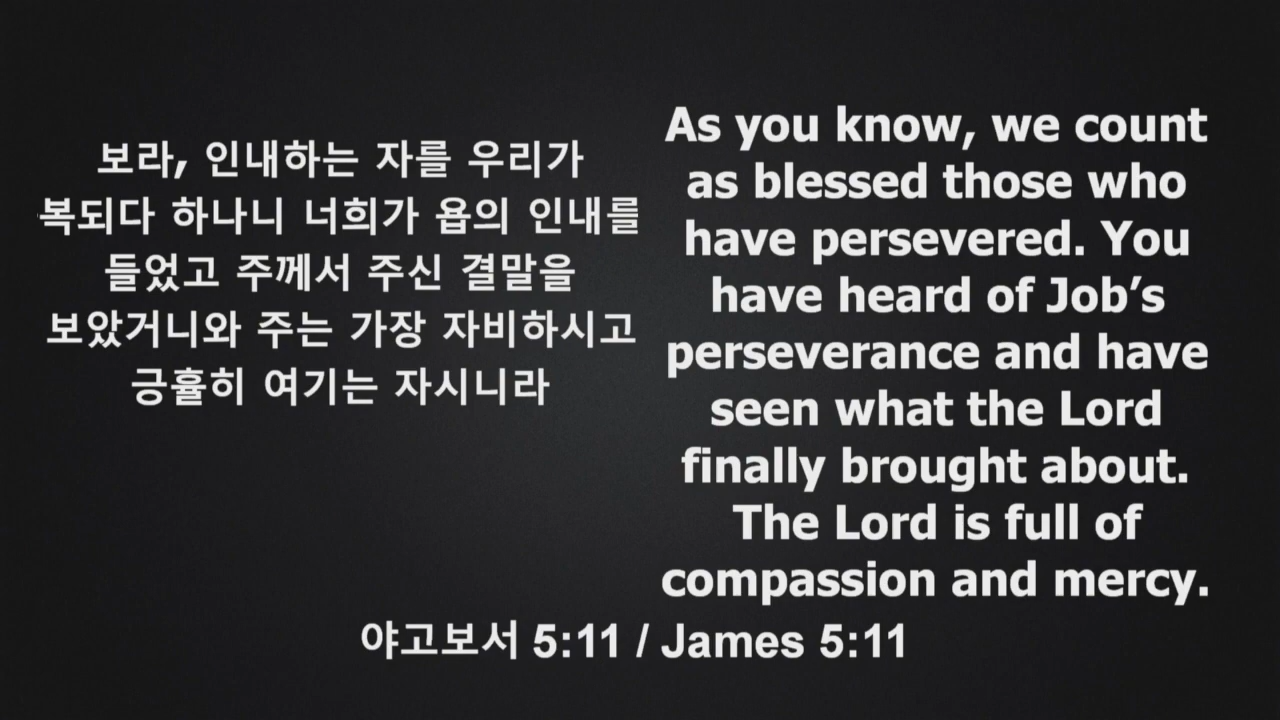 보라, 인내하는 자를 우리가
복되다 하나니 너희가 욥의 인내를
들었고 주께서 주신 결말을
보았거니와 주는 가장 자비하시고
긍휼히 여기는 자시니라
As you know, we count
as blessed those who
have persevered. You
have heard of Job’s
perseverance and have
seen what the Lord
finally brought about.
The Lord is full of
compassion and mercy.
야고보서 5:11 / James 5:11